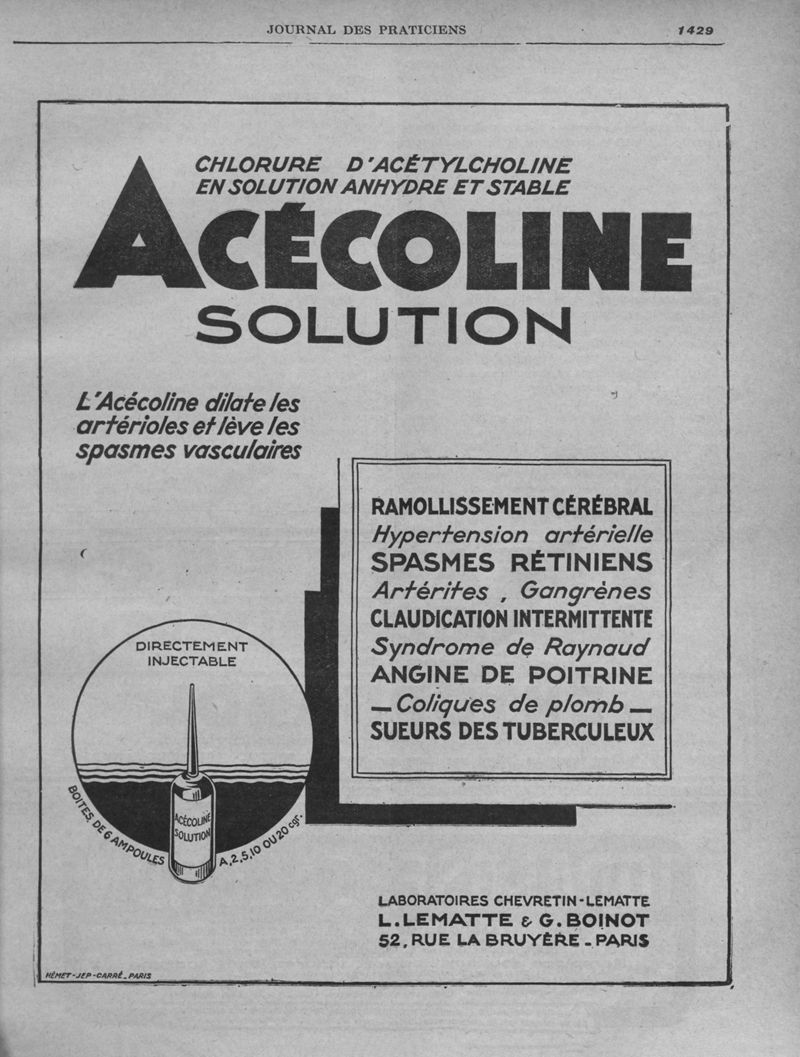 JOURNAL DES PRATICIENS 1429
CHLORURE D'ACÉTYLCHOLINE
EN SOLUTION ANHYDRE ET STABLE
ACÉCOLINE
SOLUTION
L'Acécoline dilate les
artérioles et lève les
spasmes vasculaires
RAMOLLISSEMENT CÉRÉBRAL
Hypertension artérielle
SPASMES RÉTINIENS
Artérites, Gangrènes
CLAUDICATION INTERMITTENTE
Syndrome de Raynaud
ANGINE DE POITRINE
— Coliques de plomb —
SUEURS DES TUBERCULEUX
DIRECTEMENT
INJECTABLE
ACÉCOLINE
SOLUTION
BOITES DE 6 AMPOULES A, 2, 5, 10 OU 20 cgr.
LABORATOIRES CHEVRETIN-LEMATTE
L. LEMATTE & G. BOINOT
52, RUE LA BRUYÈRE - PARIS
HÉMET-JEP-CARRÉ-PARIS